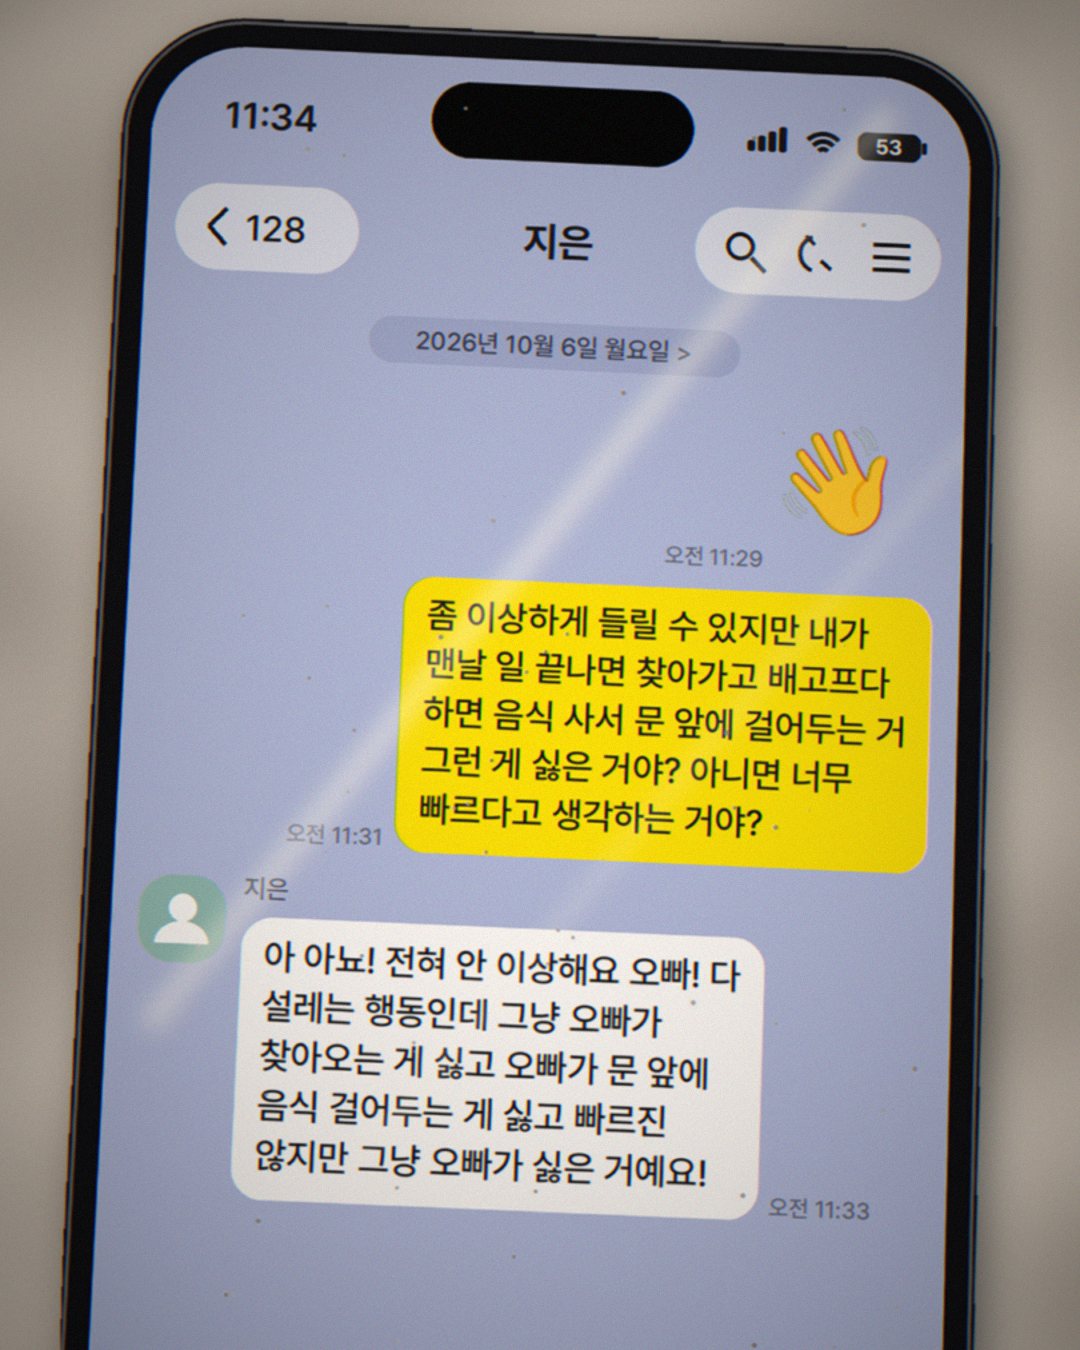 11:34
53
128
지은
2026년 10월 6일 월요일 >
오전 11:29
좀 이상하게 들릴 수 있지만 내가
맨날 일 끝나면 찾아가고 배고프다
하면 음식 사서 문 앞에 걸어두는 거
그런 게 싫은 거야? 아니면 너무
빠르다고 생각하는 거야?
오전 11:31
지은
아 아뇨! 전혀 안 이상해요 오빠! 다
설레는 행동인데 그냥 오빠가
찾아오는 게 싫고 오빠가 문 앞에
음식 걸어두는 게 싫고 빠르진
않지만 그냥 오빠가 싫은 거예요!
오전 11:33